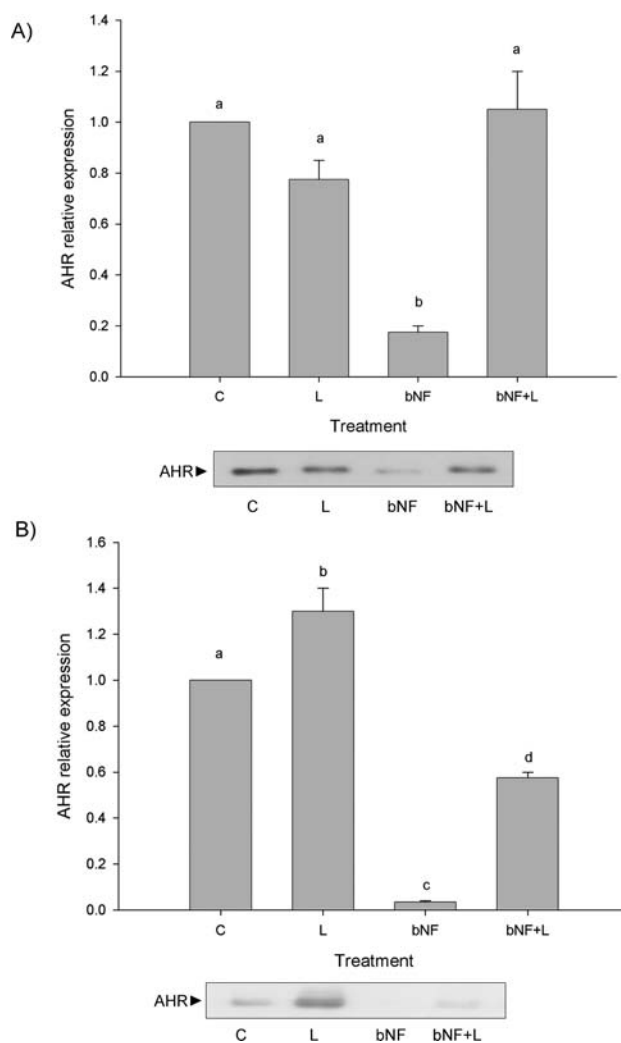 A)
AHR relative expression
1.4
1.2
1.0
0.8
0.6
0.4
0.2
0.0
a
a
b
a
C L bNF bNF+L
Treatment
AHR►
C L bNF bNF+L
B)
AHR relative expression
1.6
1.4
1.2
1.0
0.8
0.6
0.4
0.2
0.0
a
b
c
d
C L bNF bNF+L
Treatment
AHR►
C L bNF bNF+L